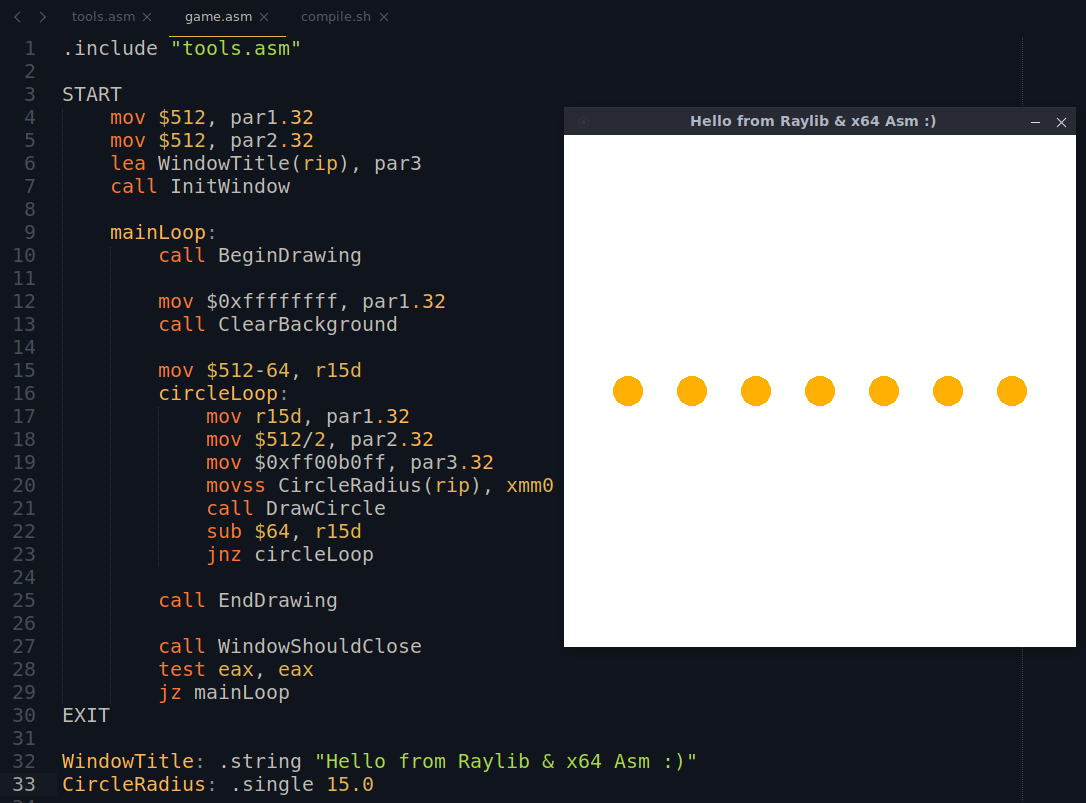 tools.asm game.asm compile.sh
1 .include "tools.asm"
2
3 START
4 mov $512, par1.32
5 mov $512, par2.32
6 lea WindowTitle(rip), par3
7 call InitWindow
8
9 mainLoop:
10 call BeginDrawing
11
12 mov $0xffffffff, par1.32
13 call ClearBackground
14
15 mov $512-64, r15d
16 circleLoop:
17 mov r15d, par1.32
18 mov $512/2, par2.32
19 mov $0xff00b0ff, par3.32
20 movss CircleRadius(rip), xmm0
21 call DrawCircle
22 sub $64, r15d
23 jnz circleLoop
24
25 call EndDrawing
26
27 call WindowShouldClose
28 test eax, eax
29 jz mainLoop
30 EXIT
31
32 WindowTitle: .string "Hello from Raylib & x64 Asm :)"
33 CircleRadius: .single 15.0
Hello from Raylib & x64 Asm :)